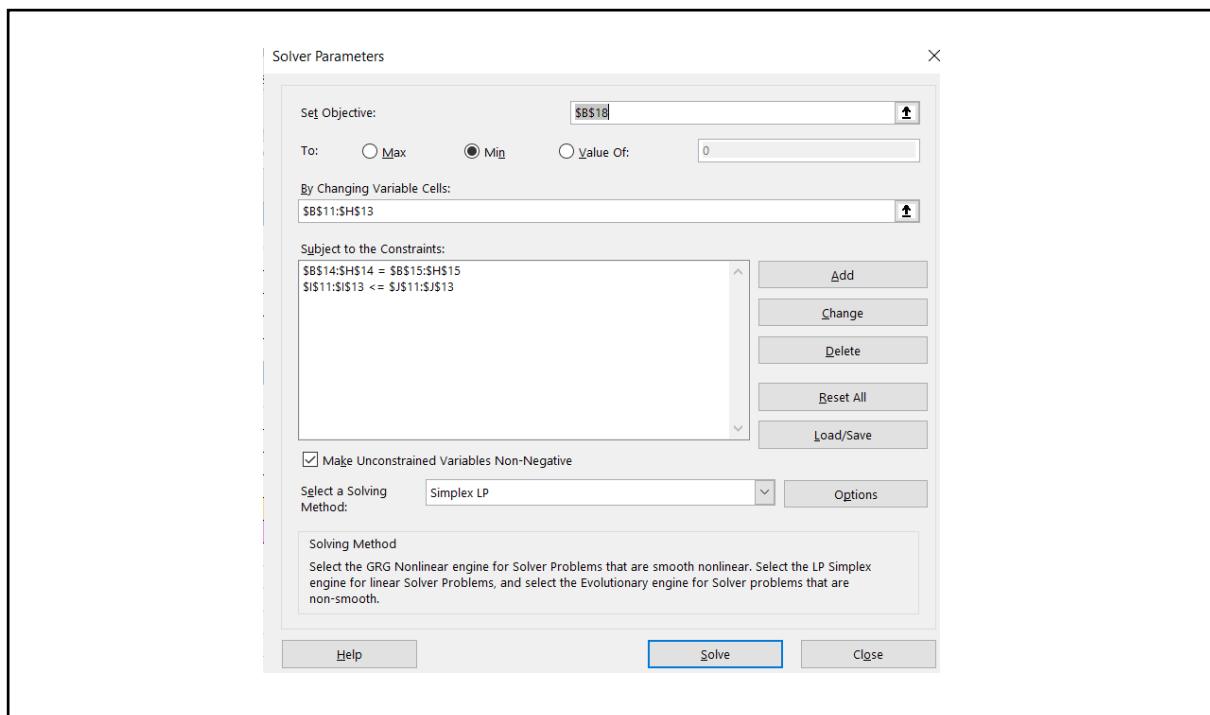 Solver Parameters
Set Objective:
$B$18
To:
Max
Min
Value Of:
0
By Changing Variable Cells:
$B$11:$H$13
Subject to the Constraints:
$B$14:$H$14 = $B$15:$H$15
$I$11:$I$13 <= $J$11:$J$13
Add
Change
Delete
Reset All
Load/Save
Make Unconstrained Variables Non-Negative
Select a Solving
Method:
Simplex LP
Options
Solving Method
Select the GRG Nonlinear engine for Solver Problems that are smooth nonlinear. Select the LP Simplex
engine for linear Solver Problems, and select the Evolutionary engine for Solver problems that are
non-smooth.
Help
Solve
Close